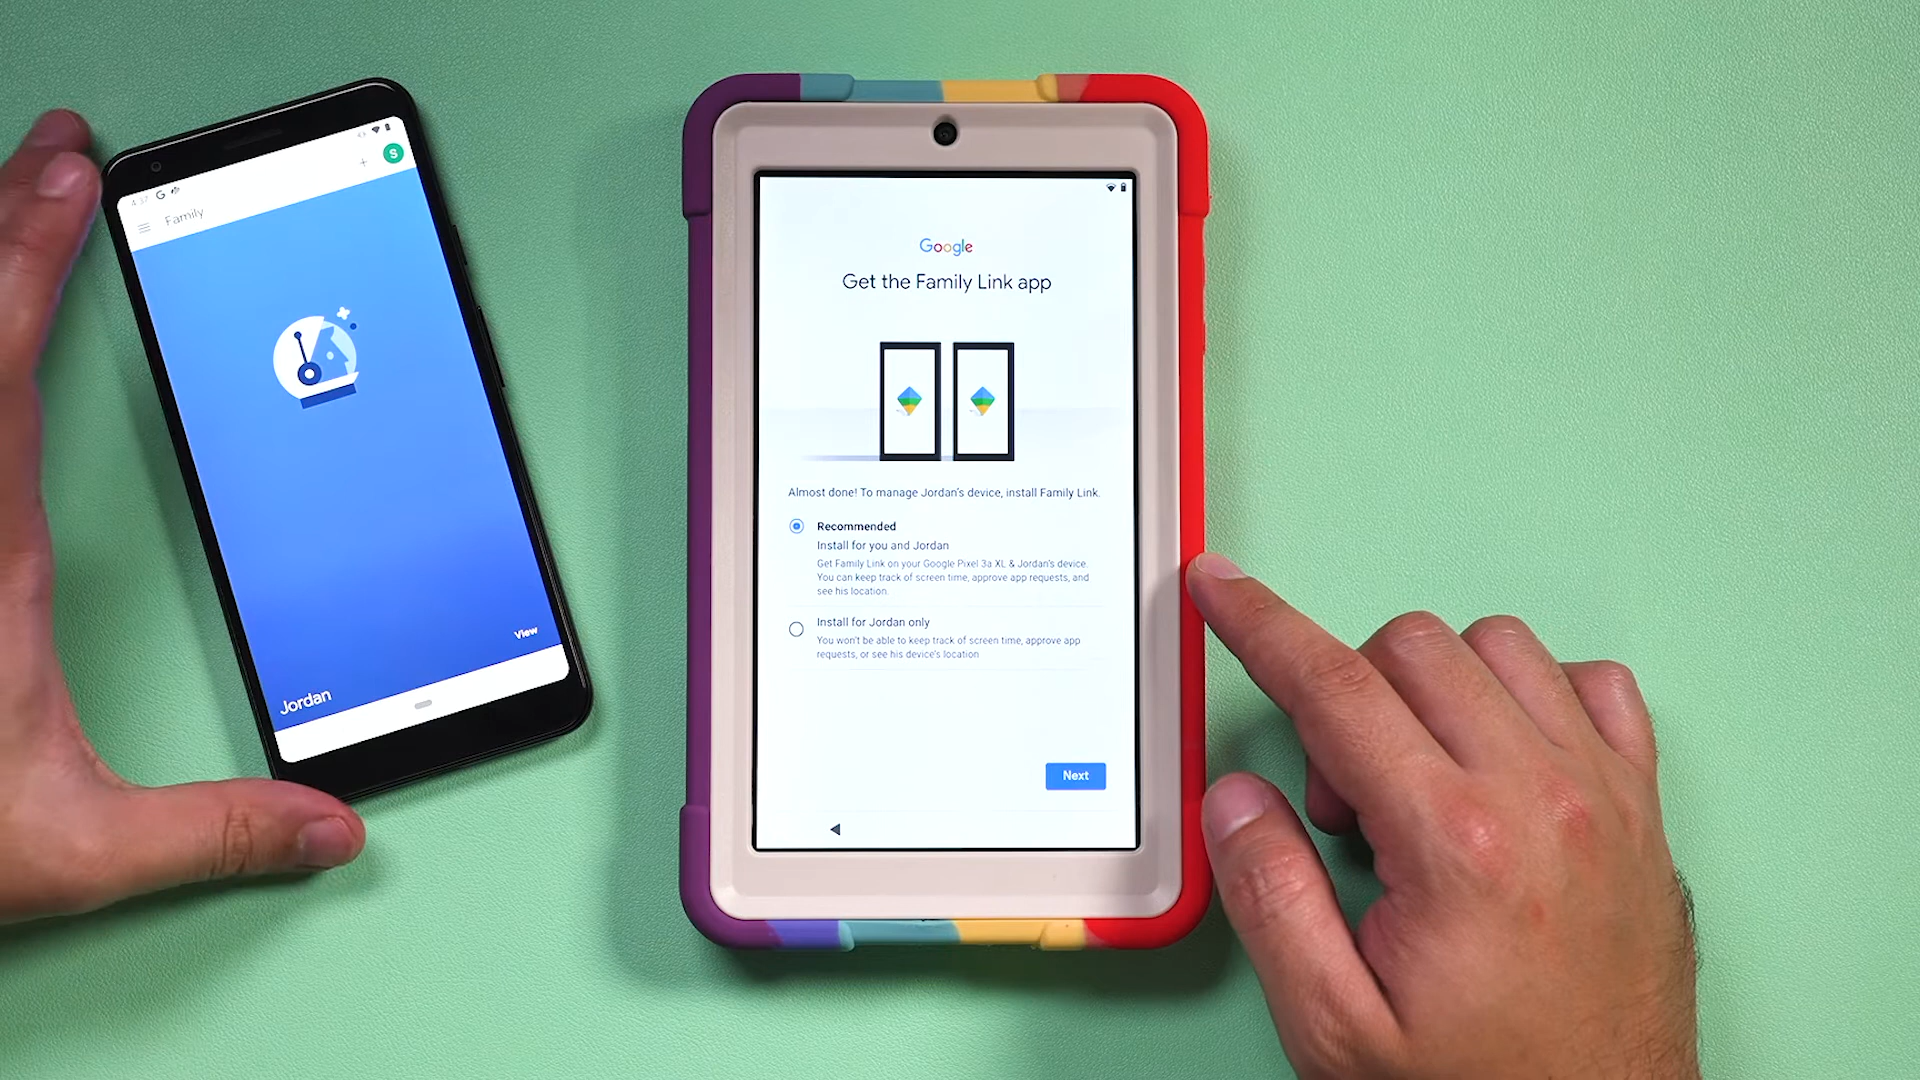 4:37 G
Family
S
View
Jordan
Google
Get the Family Link app
Almost done! To manage Jordan's device, install Family Link.
Recommended
Install for you and Jordan
Get Family Link on your Google Pixel 3a XL & Jordan's device.
You can keep track of screen time, approve app requests, and
see his location.
Install for Jordan only
You won't be able to keep track of screen time, approve app
requests, or see his device's location
Next